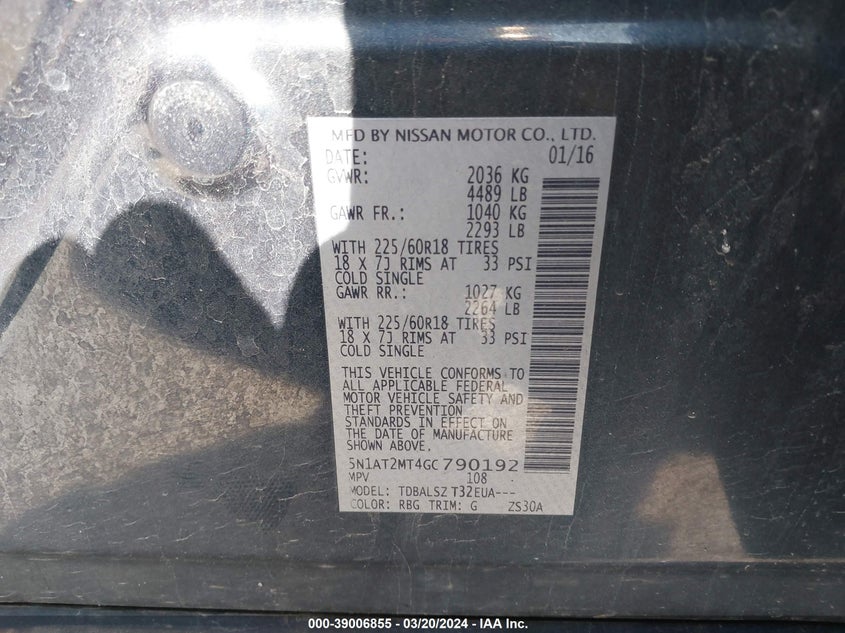 MFD BY NISSAN MOTOR CO., LTD.
DATE: 01/16
GVWR: 2036 KG
4489 LB
GAWR FR.: 1040 KG
2293 LB
WITH 225/60R18 TIRES
18 X 7J RIMS AT 33 PSI
COLD SINGLE
GAWR RR.: 1027 KG
2264 LB
WITH 225/60R18 TIRES
18 X 7J RIMS AT 33 PSI
COLD SINGLE
THIS VEHICLE CONFORMS TO
ALL APPLICABLE FEDERAL
MOTOR VEHICLE SAFETY AND
THEFT PREVENTION
STANDARDS IN EFFECT ON
THE DATE OF MANUFACTURE
SHOWN ABOVE.
5N1AT2MT4GC790192
MPV 108
MODEL: TDBALSZ T32EUA---
COLOR: RBG TRIM: G ZS30A
000-39006855 - 03/20/2024 - IAA Inc.